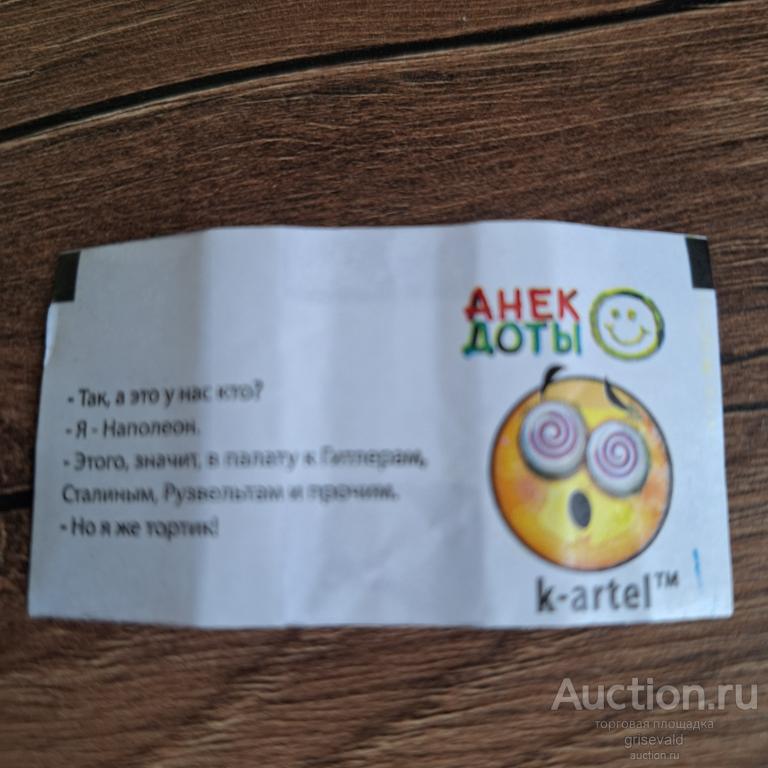 АНЕК
ДОТЫ
- Так, а это у нас кто?
- Я - Наполеон.
- Этого, значит, в палату к Гитлерам,
Сталиным, Рузвельтам и прочим.
- Но я же тортик!
k-artel™
Auction.ru
торговая площадка
grisevald
auction.ru